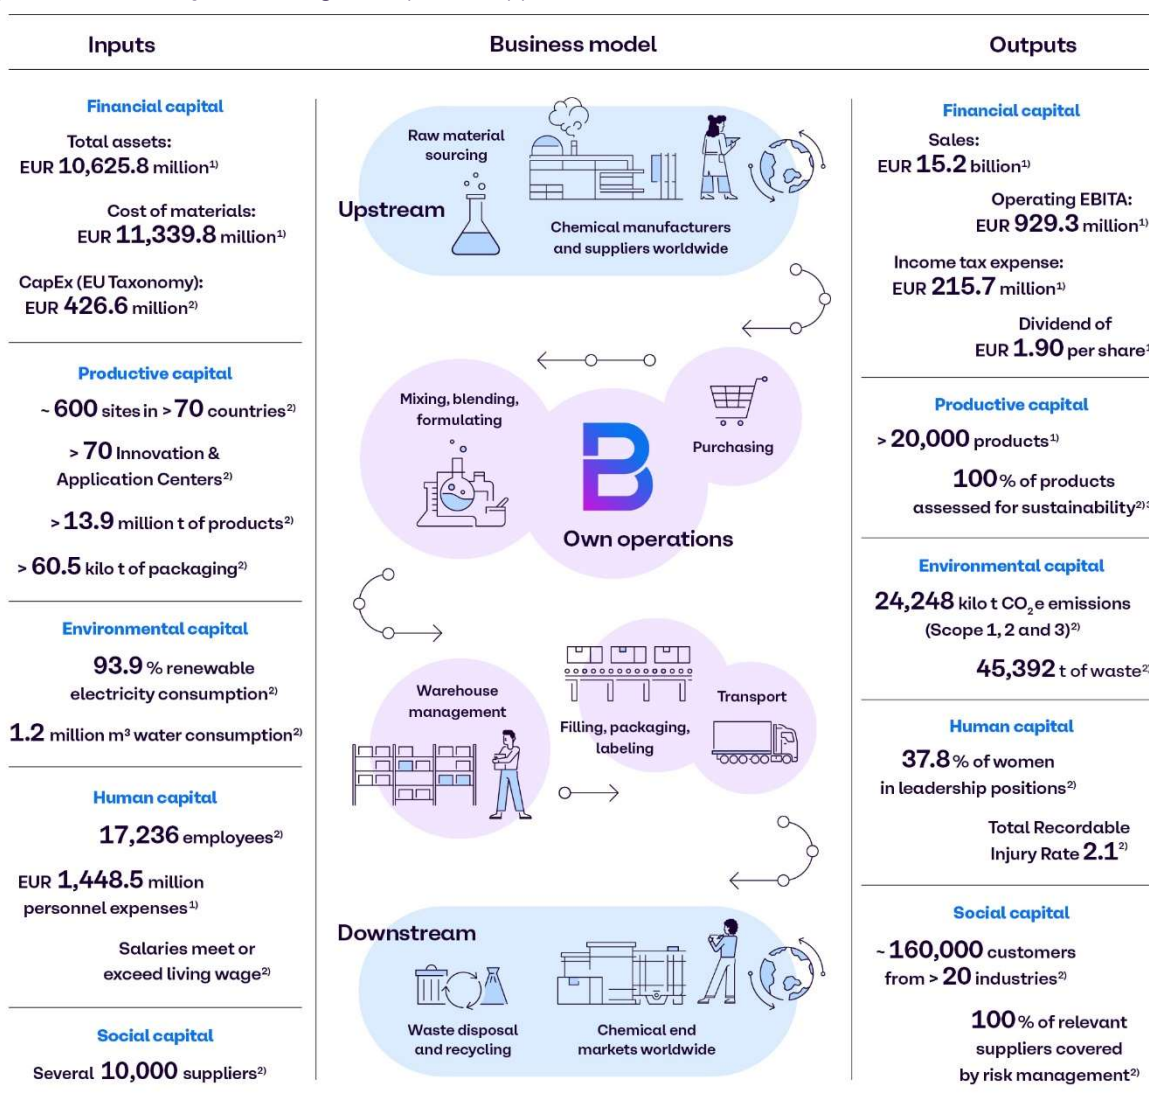 Inputs
Business model
Outputs
Financial capital
Total assets:
EUR 10,625.8 million¹⁾
Cost of materials:
EUR 11,339.8 million¹⁾
CapEx (EU Taxonomy):
EUR 426.6 million²⁾
Productive capital
~ 600 sites in > 70 countries²⁾
> 70 Innovation &
Application Centers²⁾
> 13.9 million t of products²⁾
> 60.5 kilo t of packaging²⁾
Environmental capital
93.9 % renewable
electricity consumption²⁾
1.2 million m³ water consumption²⁾
Human capital
17,236 employees²⁾
EUR 1,448.5 million
personnel expenses¹⁾
Salaries meet or
exceed living wage²⁾
Social capital
Several 10,000 suppliers²⁾
Raw material
sourcing
Upstream
Chemical manufacturers
and suppliers worldwide
Mixing, blending,
formulating
Purchasing
Own operations
Warehouse
management
Filling, packaging,
labeling
Transport
Downstream
Waste disposal
and recycling
Chemical end
markets worldwide
Financial capital
Sales:
EUR 15.2 billion¹⁾
Operating EBITA:
EUR 929.3 million¹⁾
Income tax expense:
EUR 215.7 million¹⁾
Dividend of
EUR 1.90 per share¹
Productive capital
> 20,000 products¹⁾
100 % of products
assessed for sustainability²⁾³
Environmental capital
24,248 kilo t CO₂e emissions
(Scope 1, 2 and 3)²⁾
45,392 t of waste²⁾
Human capital
37.8 % of women
in leadership positions²⁾
Total Recordable
Injury Rate 2.1²⁾
Social capital
~ 160,000 customers
from > 20 industries²⁾
100 % of relevant
suppliers covered
by risk management²⁾